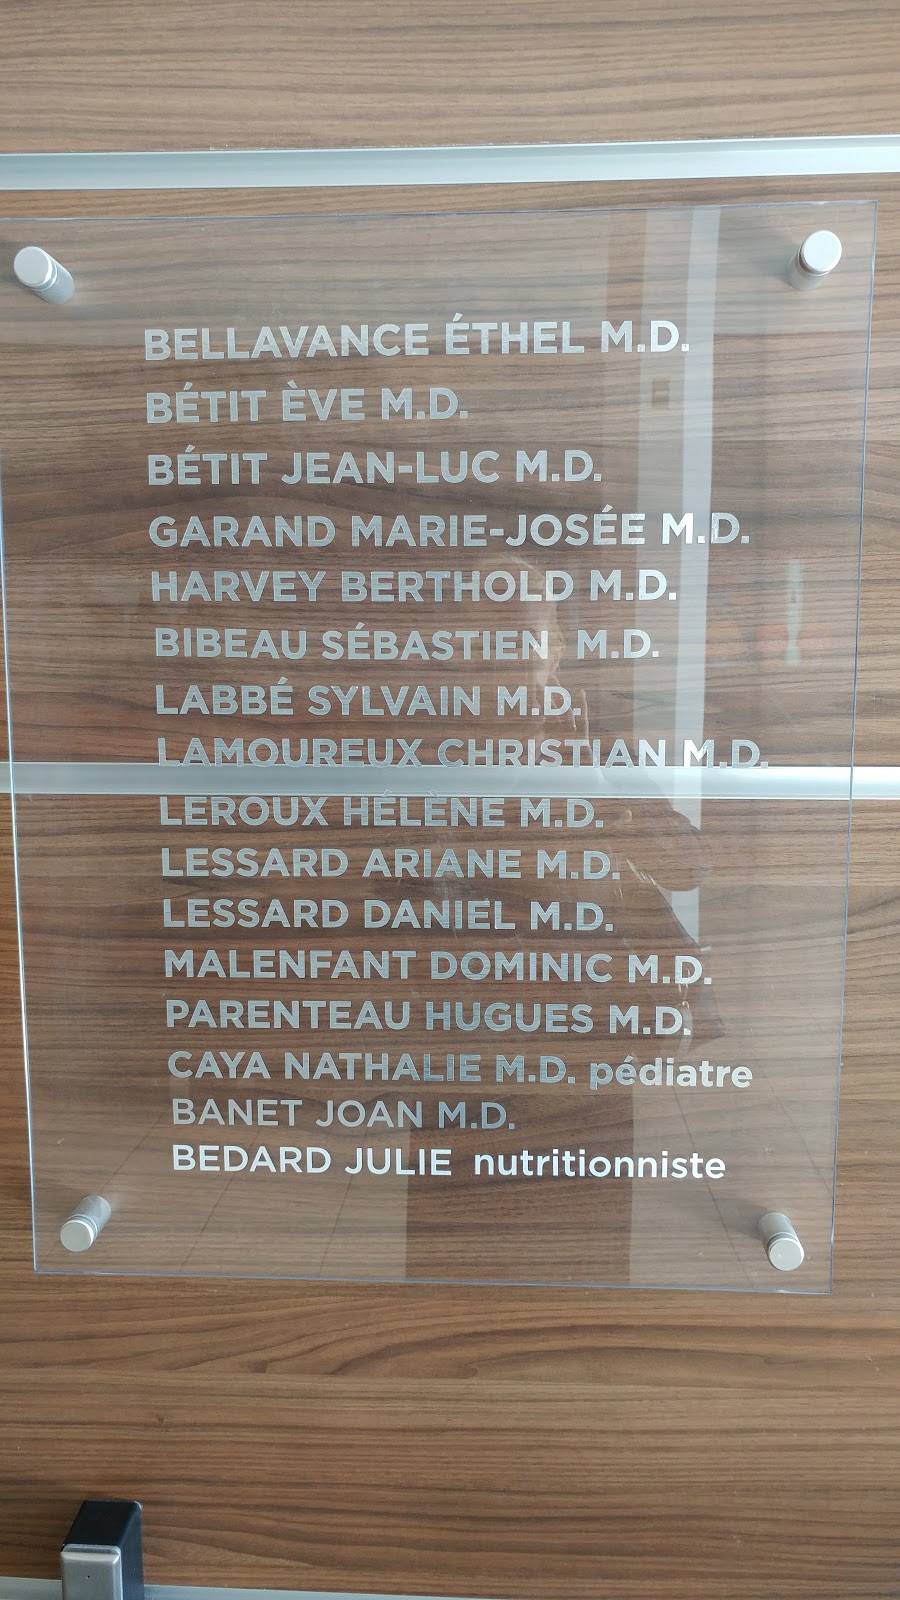 BELLAVANCE ÉTHEL M.D.
BÉTIT ÈVE M.D.
BÉTIT JEAN-LUC M.D.
GARAND MARIE-JOSÉE M.D.
HARVEY BERTHOLD M.D.
BIBEAU SÉBASTIEN M.D.
LABBÉ SYLVAIN M.D.
LAMOUREUX CHRISTIAN M.D.
LEROUX HÉLÈNE M.D.
LESSARD ARIANE M.D.
LESSARD DANIEL M.D.
MALENFANT DOMINIC M.D.
PARENTEAU HUGUES M.D.
CAYA NATHALIE M.D. pédiatre
BANET JOAN M.D.
BEDARD JULIE nutritionniste